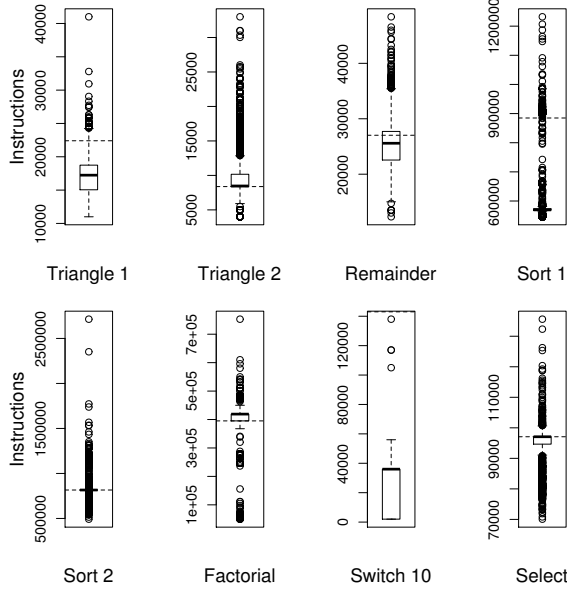 Instructions
10000 20000 30000 40000
5000 15000 25000
20000 30000 40000
600000 900000 1200000
Triangle 1 Triangle 2 Remainder Sort 1
Instructions
500000 1500000 2500000
1e+05 3e+05 5e+05 7e+05
0 40000 80000 120000
70000 90000 110000
Sort 2 Factorial Switch 10 Select